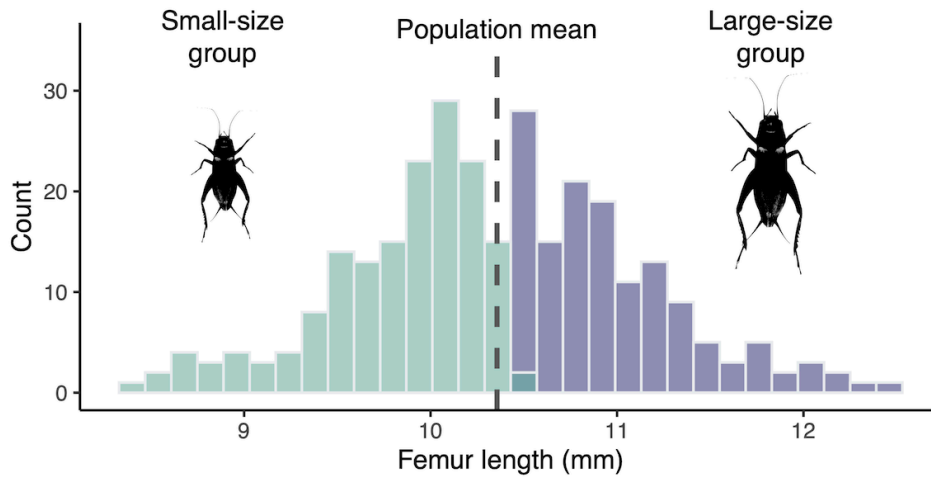 Small-size
group
Population mean
Large-size
group
Count
30
20
10
0
9
10
11
12
Femur length (mm)